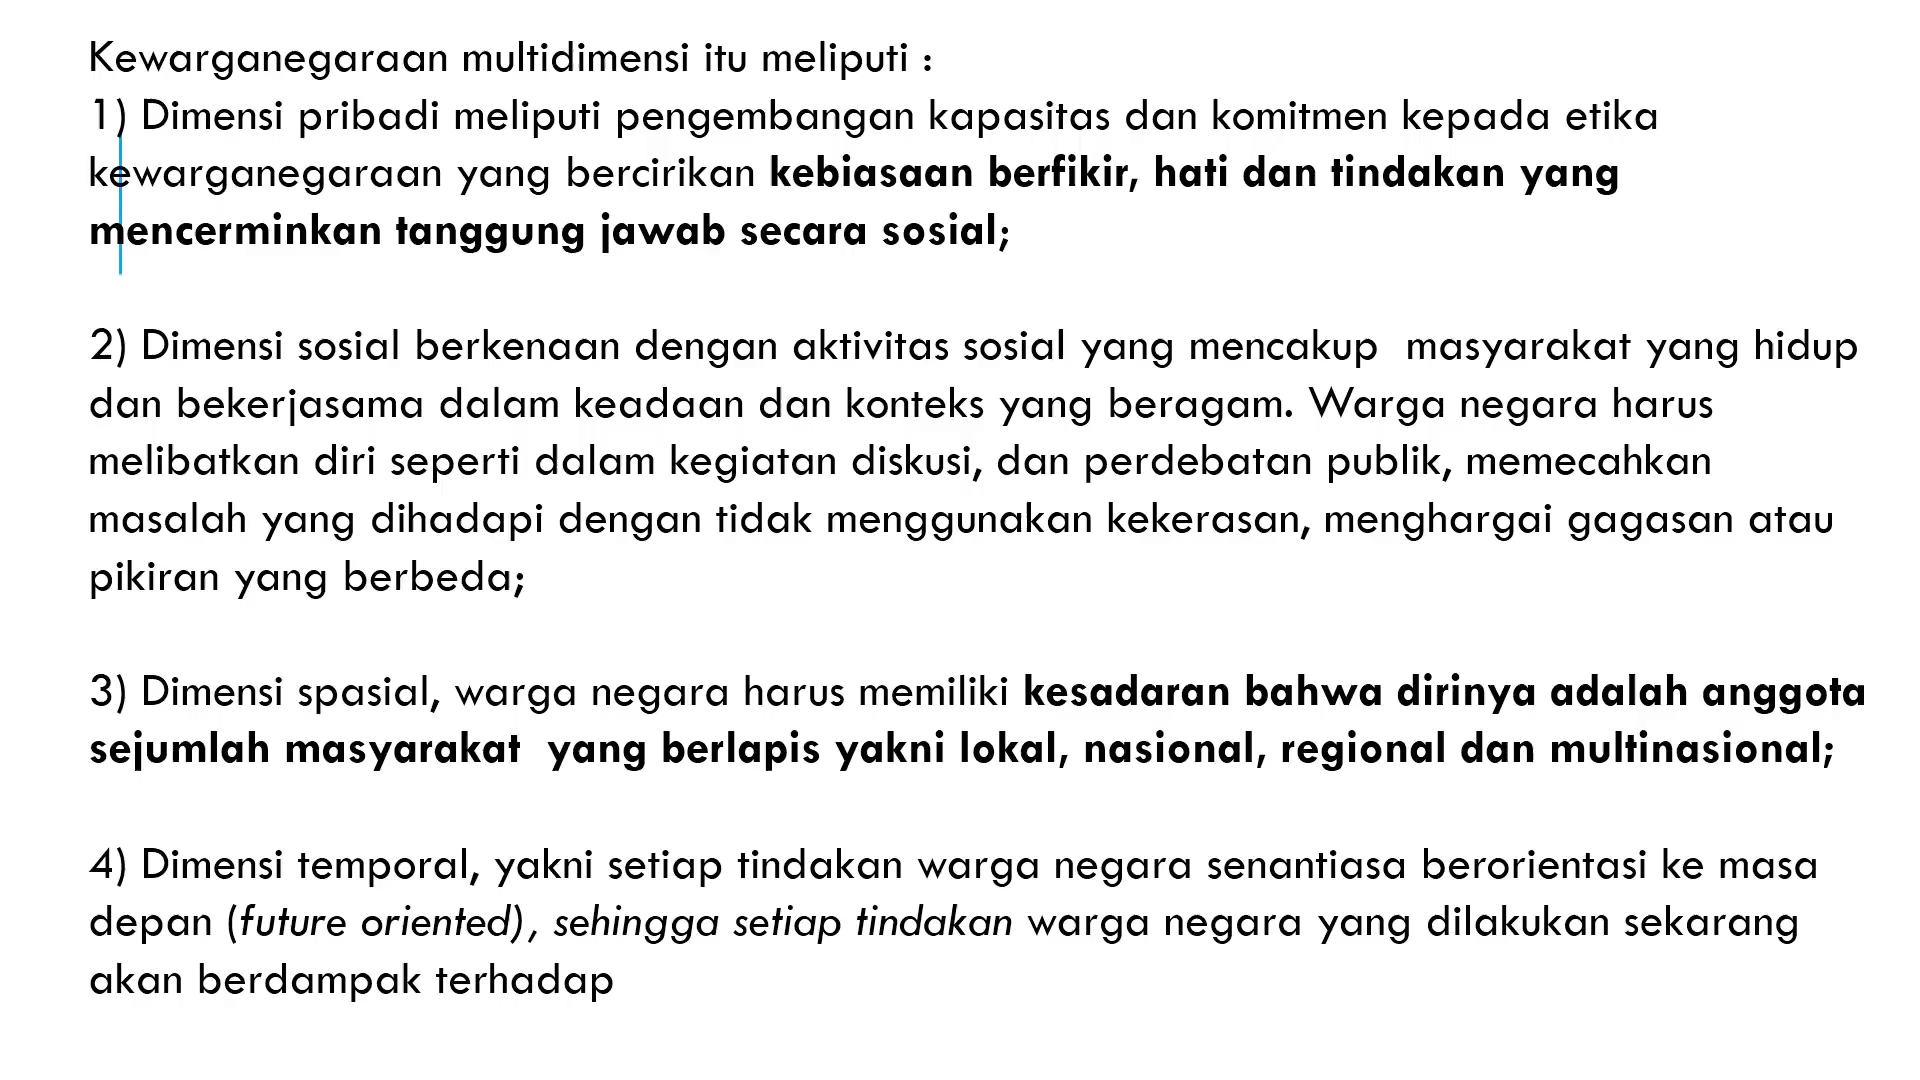 Kewarganegaraan multidimensi itu meliputi :
1) Dimensi pribadi meliputi pengembangan kapasitas dan komitmen kepada etika
kewarganegaraan yang bercirikan kebiasaan berfikir, hati dan tindakan yang
mencerminkan tanggung jawab secara sosial;
2) Dimensi sosial berkenaan dengan aktivitas sosial yang mencakup  masyarakat yang hidup
dan bekerjasama dalam keadaan dan konteks yang beragam. Warga negara harus
melibatkan diri seperti dalam kegiatan diskusi, dan perdebatan publik, memecahkan
masalah yang dihadapi dengan tidak menggunakan kekerasan, menghargai gagasan atau
pikiran yang berbeda;
3) Dimensi spasial, warga negara harus memiliki kesadaran bahwa dirinya adalah anggota
sejumlah masyarakat  yang berlapis yakni lokal, nasional, regional dan multinasional;
4) Dimensi temporal, yakni setiap tindakan warga negara senantiasa berorientasi ke masa
depan (future oriented), sehingga setiap tindakan warga negara yang dilakukan sekarang
akan berdampak terhadap